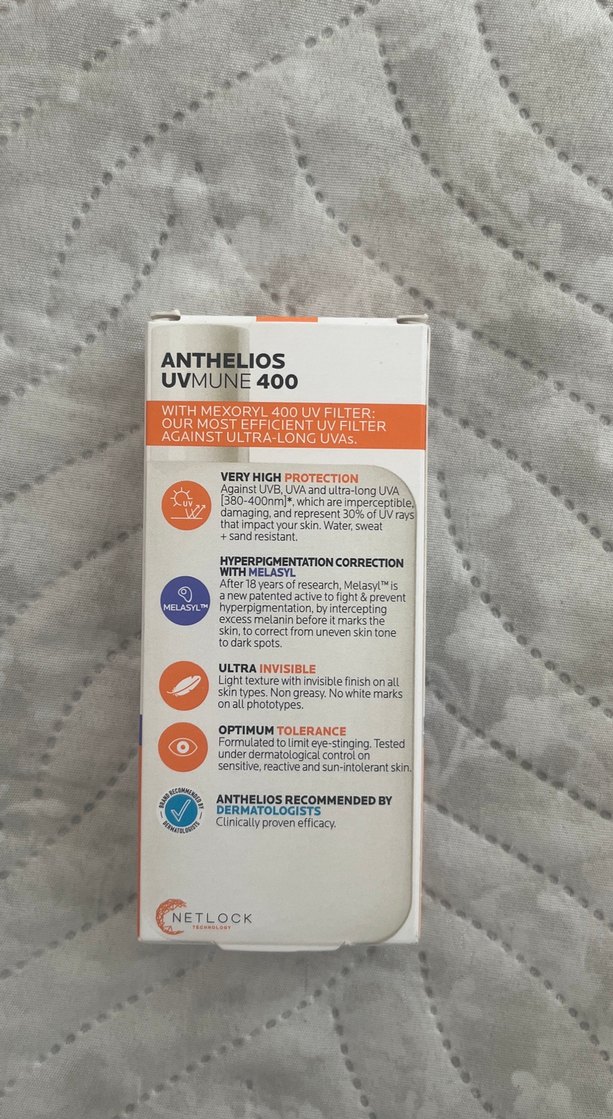 ANTHELIOS
UVMUNE 400
WITH MEXORYL 400 UV FILTER:
OUR MOST EFFICIENT UV FILTER
AGAINST ULTRA-LONG UVAs.
UV
VERY HIGH PROTECTION
Against UVB, UVA and ultra-long UVA
[380-400nm]*, which are imperceptible,
damaging, and represent 30% of UV rays
that impact your skin. Water, sweat
+ sand resistant.
MELASYL™
HYPERPIGMENTATION CORRECTION
WITH MELASYL
After 18 years of research, Melasyl™ is
a new patented active to fight & prevent
hyperpigmentation, by intercepting
excess melanin before it marks the
skin, to correct from uneven skin tone
to dark spots.
ULTRA INVISIBLE
Light texture with invisible finish on all
skin types. Non greasy. No white marks
on all phototypes.
OPTIMUM TOLERANCE
Formulated to limit eye-stinging. Tested
under dermatological control on
sensitive, reactive and sun-intolerant skin.
BRAND RECOMMENDED BY
DERMATOLOGISTS
ANTHELIOS RECOMMENDED BY
DERMATOLOGISTS
Clinically proven efficacy.
NETLOCK
TECHNOLOGY